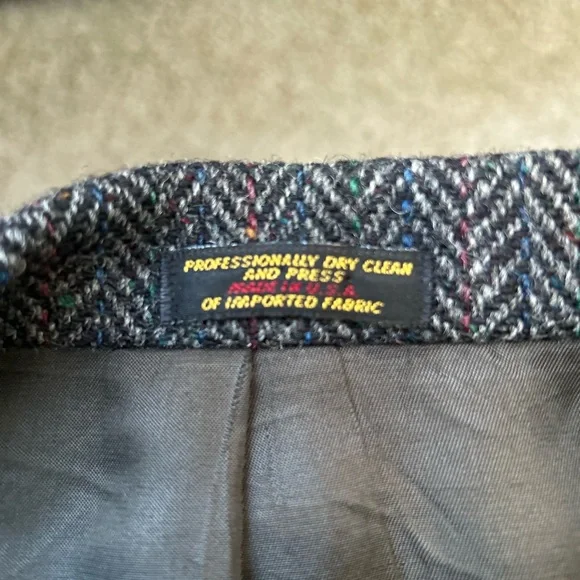 PROFESSIONALLY DRY CLEAN
AND PRESS
MADE IN U.S.A
OF IMPORTED FABRIC